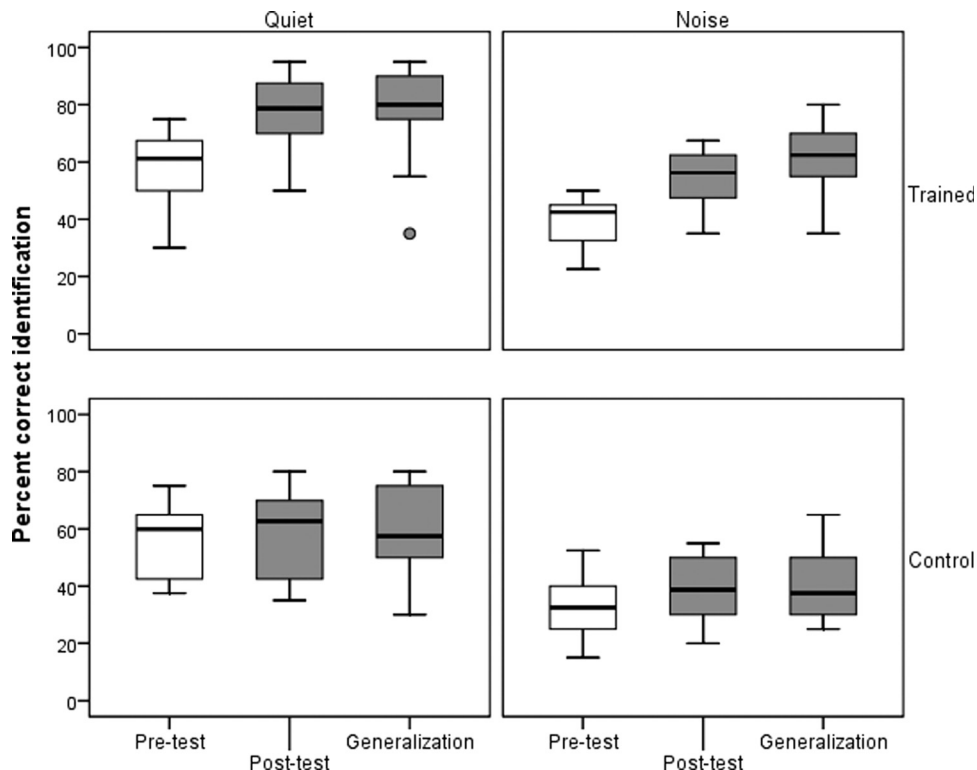 Quiet
Noise
Percent correct identification
100
80
60
40
20
0
Trained
100
80
60
40
20
0
Control
Pre-test
Post-test
Generalization
Pre-test
Post-test
Generalization